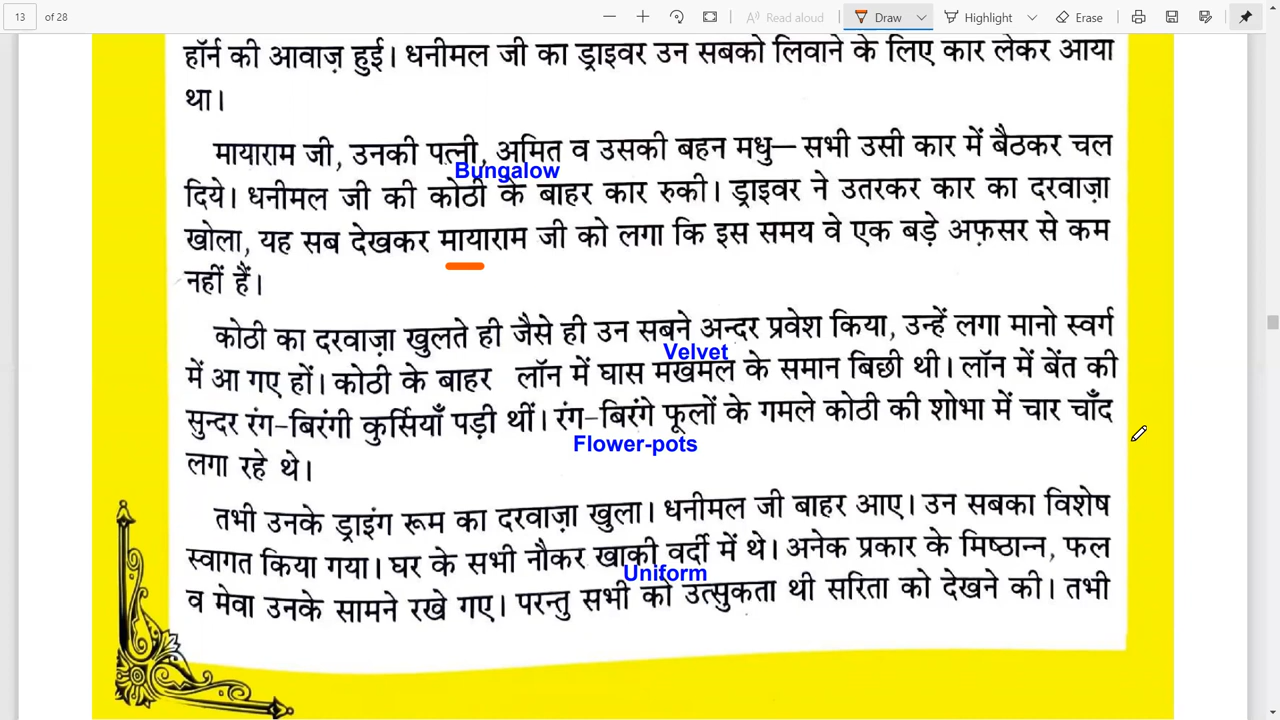 13 of 28 Read aloud Draw Highlight Erase
हॉर्न की आवाज़ हुई। धनीमल जी का ड्राइवर उन सबको लिवाने के लिए कार लेकर आया
था।
मायाराम जी, उनकी पत्नी, अमित व उसकी बहन मधु—सभी उसी कार में बैठकर चल
Bungalow
दिये। धनीमल जी की कोठी के बाहर कार रुकी। ड्राइवर ने उतरकर कार का दरवाज़ा
खोला, यह सब देखकर मायाराम जी को लगा कि इस समय वे एक बड़े अफ़सर से कम
नहीं हैं।
कोठी का दरवाज़ा खुलते ही जैसे ही उन सबने अन्दर प्रवेश किया, उन्हें लगा मानो स्वर्ग
Velvet
में आ गए हों। कोठी के बाहर लॉन में घास मखमल के समान बिछी थी। लॉन में बेंत की
सुन्दर रंग-बिरंगी कुर्सियाँ पड़ी थीं। रंग-बिरंगे फूलों के गमले कोठी की शोभा में चार चाँद
Flower-pots
लगा रहे थे।
तभी उनके ड्राइंग रूम का दरवाज़ा खुला। धनीमल जी बाहर आए। उन सबका विशेष
स्वागत किया गया। घर के सभी नौकर खाकी वर्दी में थे। अनेक प्रकार के मिष्ठान्न, फल
Uniform
व मेवा उनके सामने रखे गए। परन्तु सभी को उत्सुकता थी सरिता को देखने की। तभी